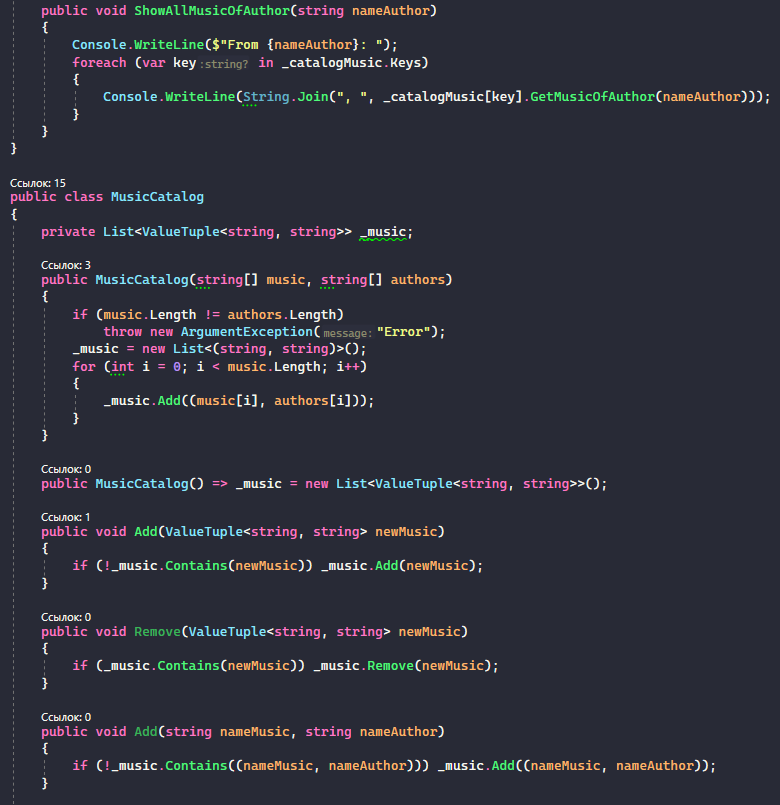 public void ShowAllMusicOfAuthor(string nameAuthor)
{
Console.WriteLine($"From {nameAuthor}: ");
foreach (var key :string? in _catalogMusic.Keys)
{
Console.WriteLine(String.Join(", ", _catalogMusic[key].GetMusicOfAuthor(nameAuthor)));
}
}
}
Ссылок: 15
public class MusicCatalog
{
private List<ValueTuple<string, string>> _music;
Ссылок: 3
public MusicCatalog(string[] music, string[] authors)
{
if (music.Length != authors.Length)
throw new ArgumentException( message: "Error");
_music = new List<(string, string)>();
for (int i = 0; i < music.Length; i++)
{
_music.Add((music[i], authors[i]));
}
}
Ссылок: 0
public MusicCatalog() => _music = new List<ValueTuple<string, string>>();
Ссылок: 1
public void Add(ValueTuple<string, string> newMusic)
{
if (!_music.Contains(newMusic)) _music.Add(newMusic);
}
Ссылок: 0
public void Remove(ValueTuple<string, string> newMusic)
{
if (_music.Contains(newMusic)) _music.Remove(newMusic);
}
Ссылок: 0
public void Add(string nameMusic, string nameAuthor)
{
if (!_music.Contains((nameMusic, nameAuthor))) _music.Add((nameMusic, nameAuthor));
}